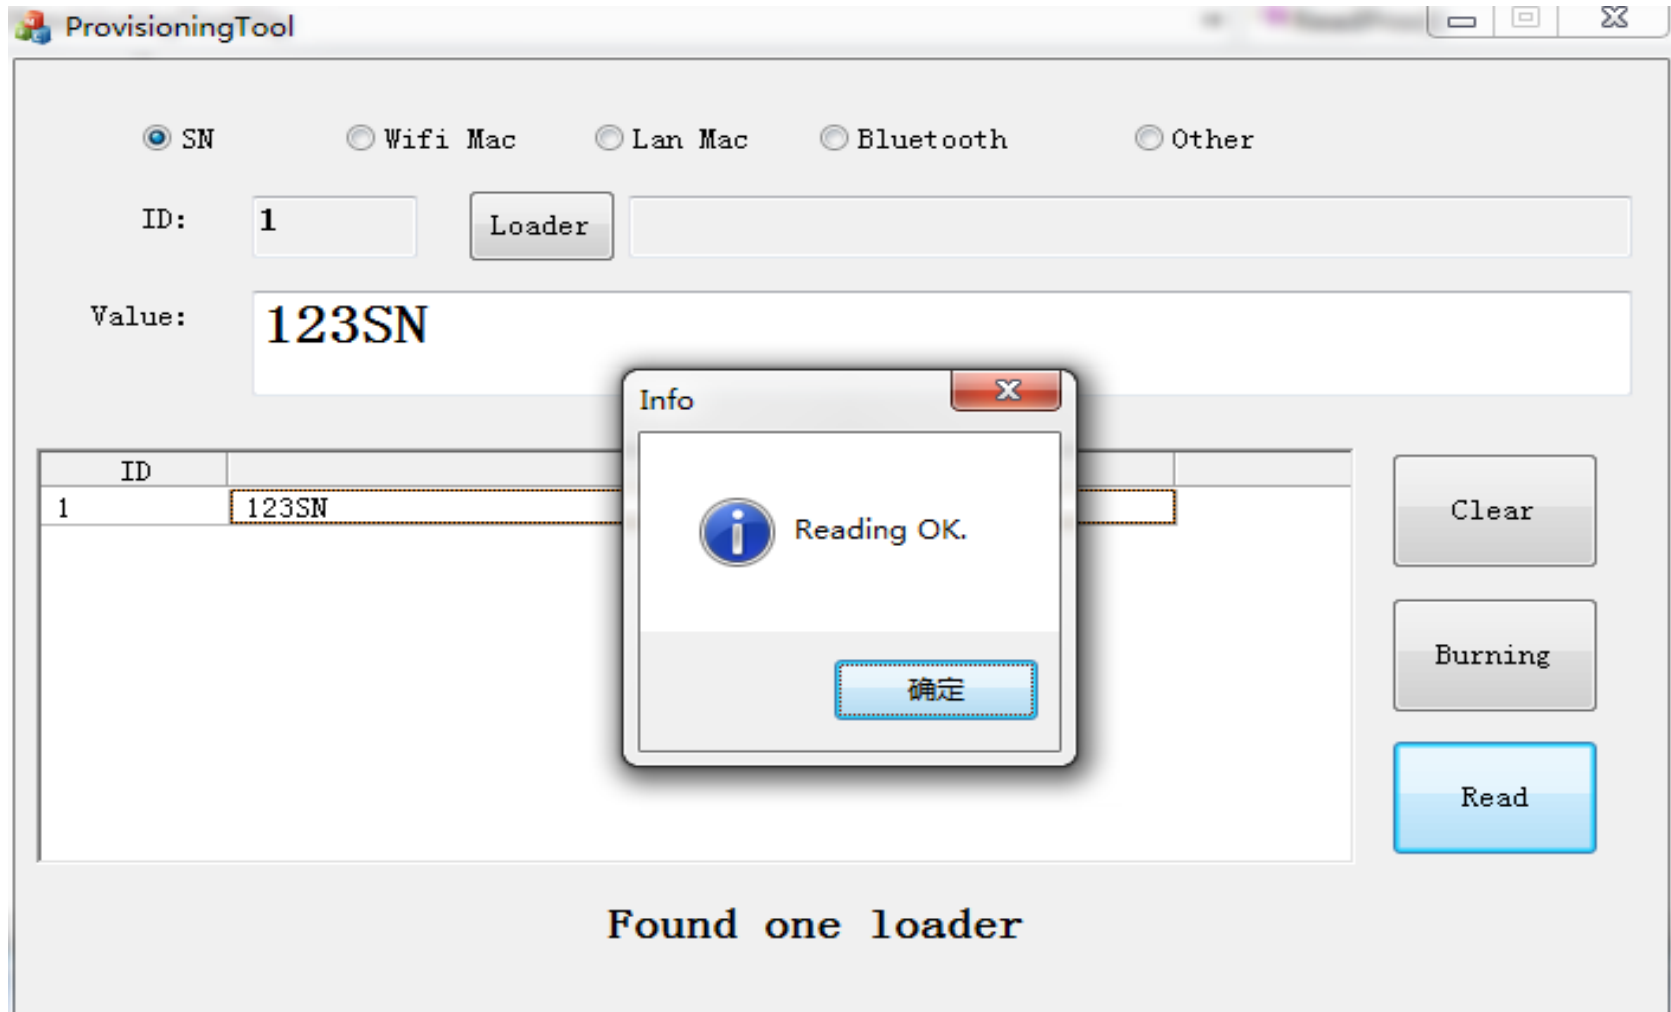 ProvisioningTool
SN Wifi Mac Lan Mac Bluetooth Other
ID: 1 Loader
Value: 123SN
Info
Reading OK.
确定
ID
1 123SN
Clear
Burning
Read
Found one loader